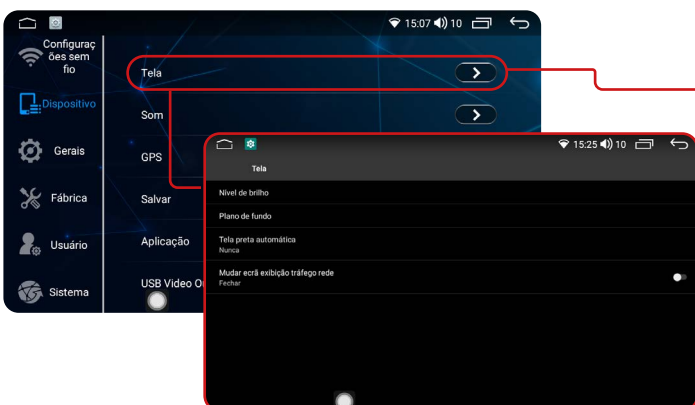 15:07 10
Configuraç
ões sem
fio
Dispositivo
Gerais
Fábrica
Usuário
Sistema
Tela
Som
GPS
Salvar
Aplicação
USB Video O
15:25 10
Tela
Nível de brilho
Plano de fundo
Tela preta automática
Nunca
Mudar ecrã exibição tráfego rede
Fechar